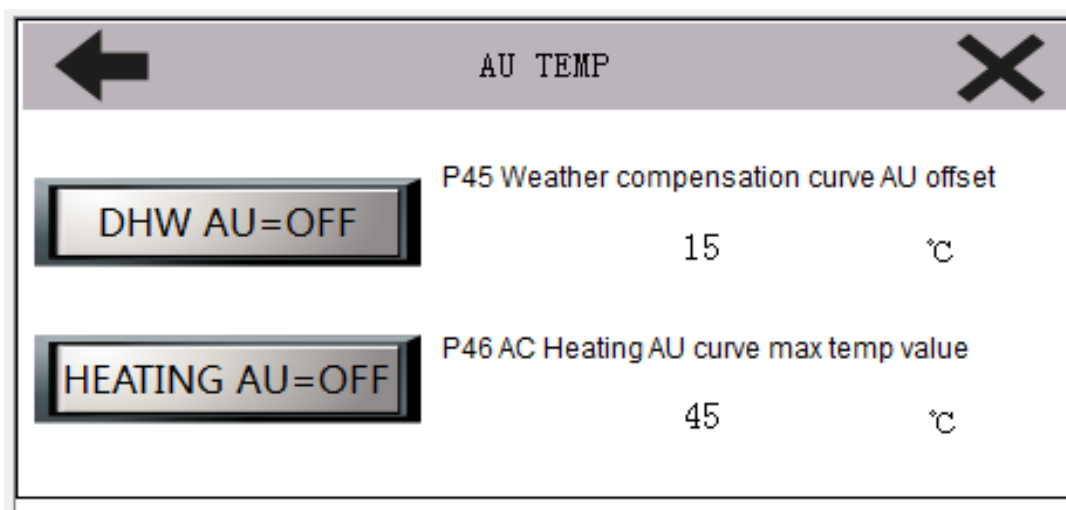 AU TEMP
DHW AU=OFF
P45 Weather compensation curve AU offset
15 ℃
HEATING AU=OFF
P46 AC Heating AU curve max temp value
45 ℃